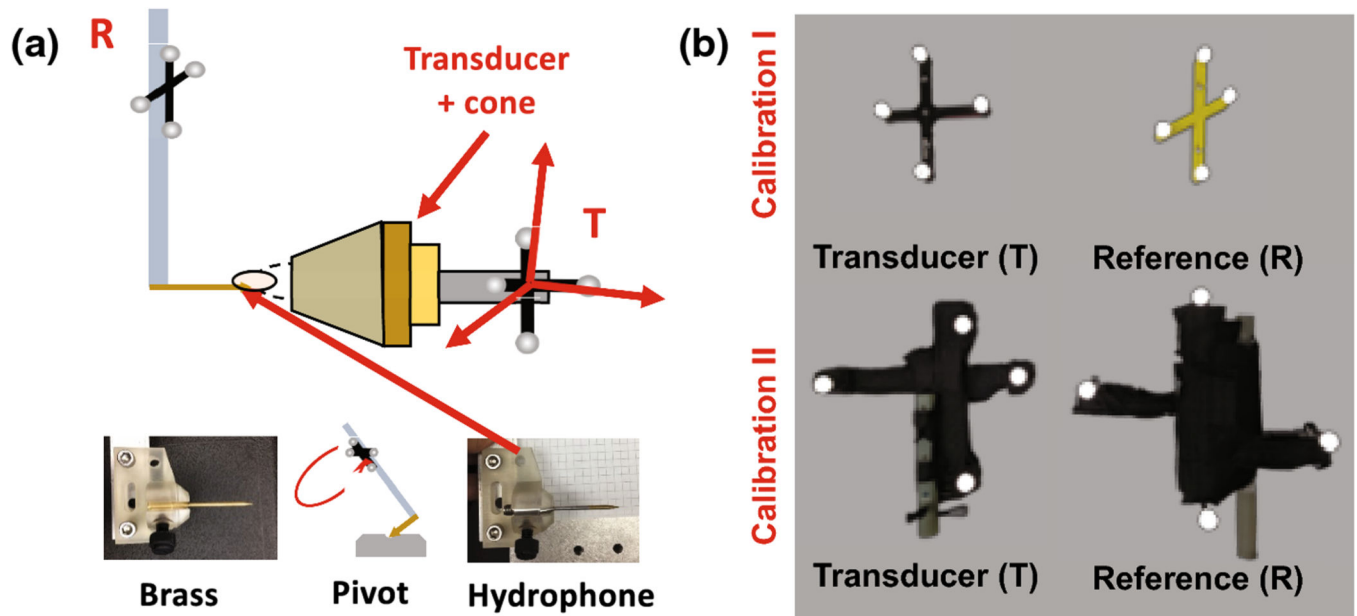 (a)
R
Transducer
+ cone
T
Brass
Pivot
Hydrophone
(b)
Calibration I
Transducer (T)
Reference (R)
Calibration II
Transducer (T)
Reference (R)